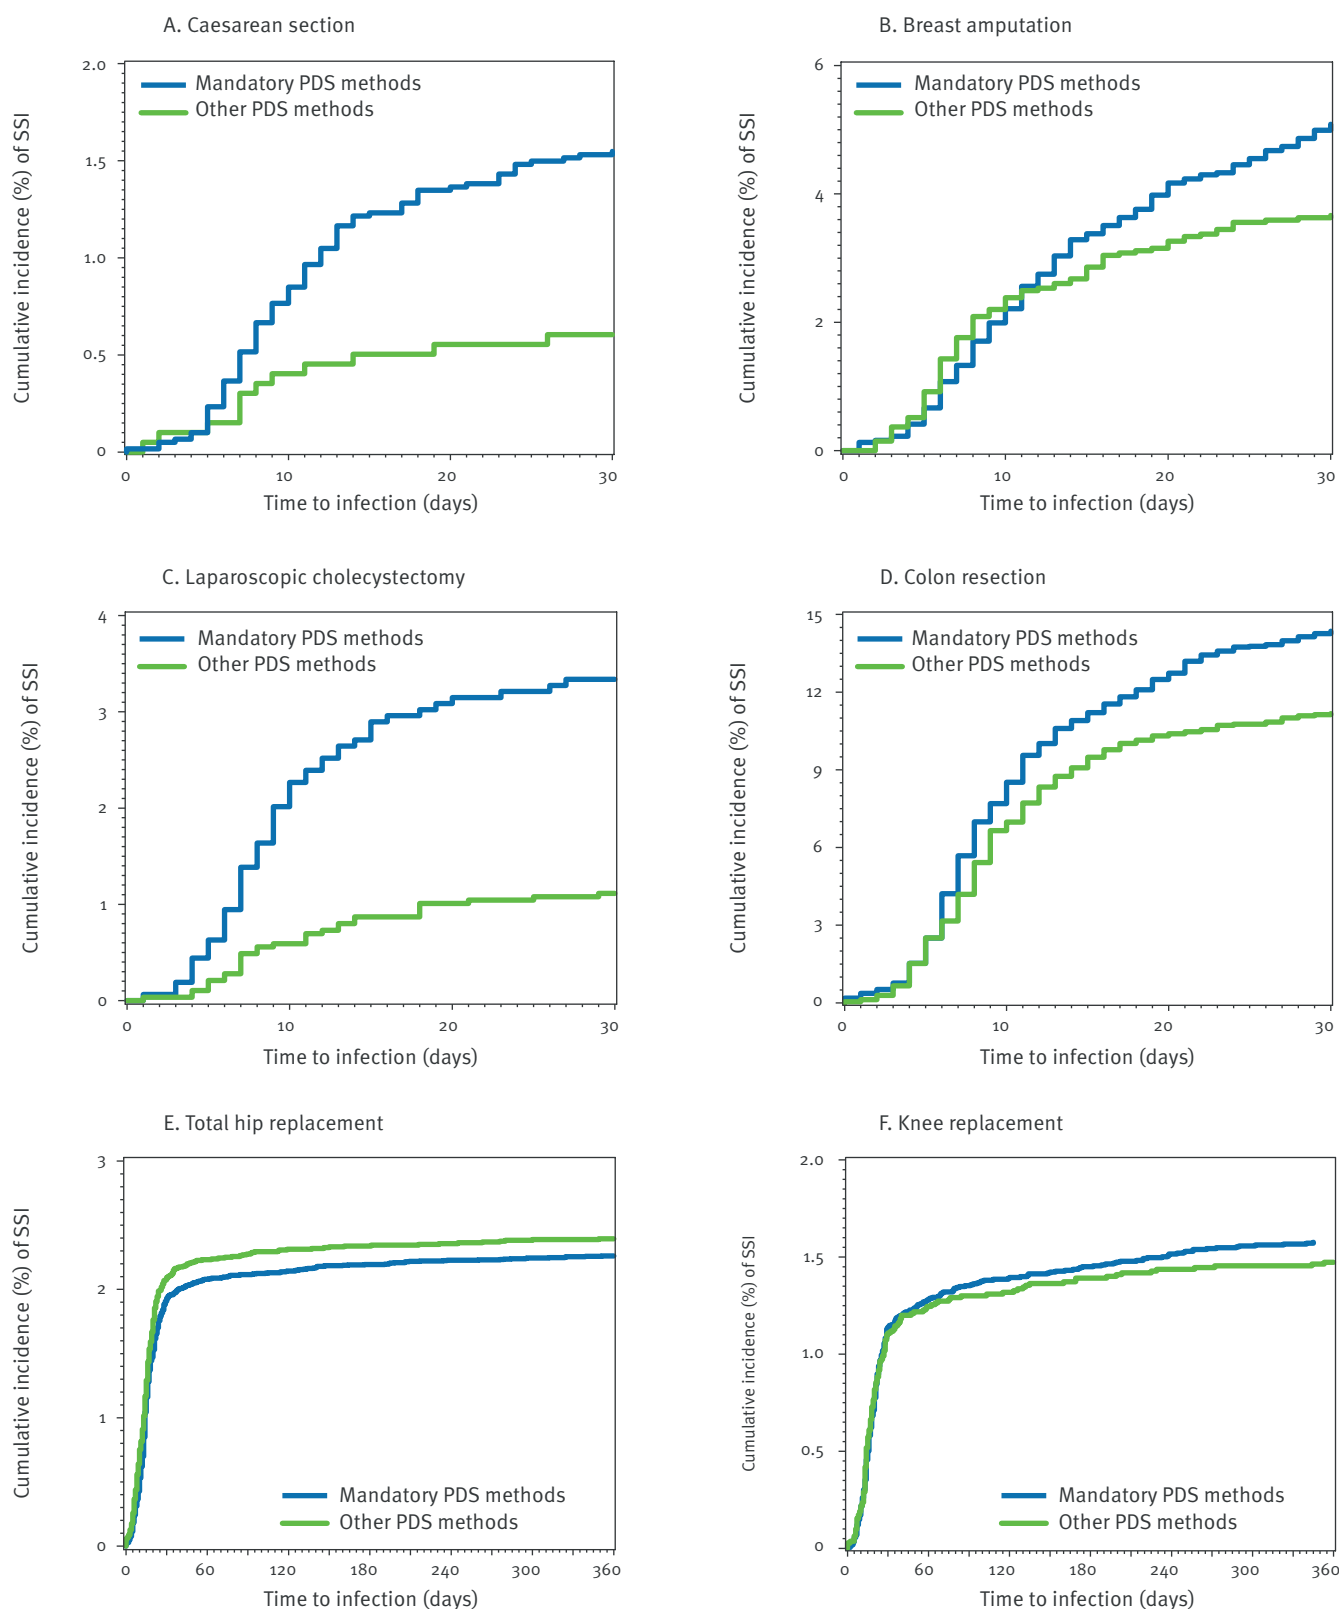 A. Caesarean section
Cumulative incidence (%) of SSI
2.0
1.5
1.0
0.5
0
Mandatory PDS methods
Other PDS methods
0 10 20 30
Time to infection (days)
B. Breast amputation
Cumulative incidence (%) of SSI
6
4
2
0
Mandatory PDS methods
Other PDS methods
0 10 20 30
Time to infection (days)
C. Laparoscopic cholecystectomy
Cumulative incidence (%) of SSI
4
3
2
1
0
Mandatory PDS methods
Other PDS methods
0 10 20 30
Time to infection (days)
D. Colon resection
Cumulative incidence (%) of SSI
15
12
9
6
3
0
Mandatory PDS methods
Other PDS methods
0 10 20 30
Time to infection (days)
E. Total hip replacement
Cumulative incidence (%) of SSI
3
2
1
0
Mandatory PDS methods
Other PDS methods
0 60 120 180 240 300 360
Time to infection (days)
F. Knee replacement
Cumulative incidence (%) of SSI
2.0
1.5
1.0
0.5
0
Mandatory PDS methods
Other PDS methods
0 60 120 180 240 300 360
Time to infection (days)